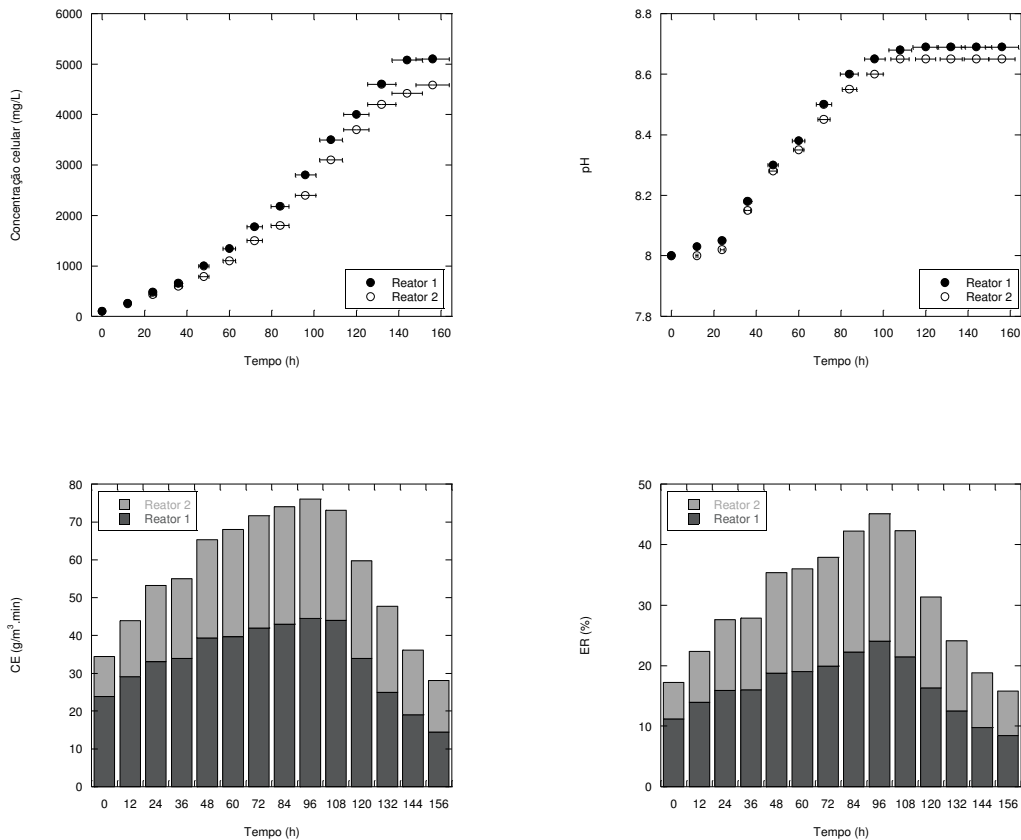 Concentração celular (mg/L)
6000
5000
4000
3000
2000
1000
0
Reator 1
Reator 2
0 20 40 60 80 100 120 140 160
Tempo (h)
pH
8.8
8.6
8.4
8.2
8
7.8
Reator 1
Reator 2
0 20 40 60 80 100 120 140 160
Tempo (h)
CE (g/m³.min)
80
70
60
50
40
30
20
10
0
Reator 2
Reator 1
0 12 24 36 48 60 72 84 96 108 120 132 144 156
Tempo (h)
ER (%)
50
40
30
20
10
0
Reator 2
Reator 1
0 12 24 36 48 60 72 84 96 108 120 132 144 156
Tempo (h)